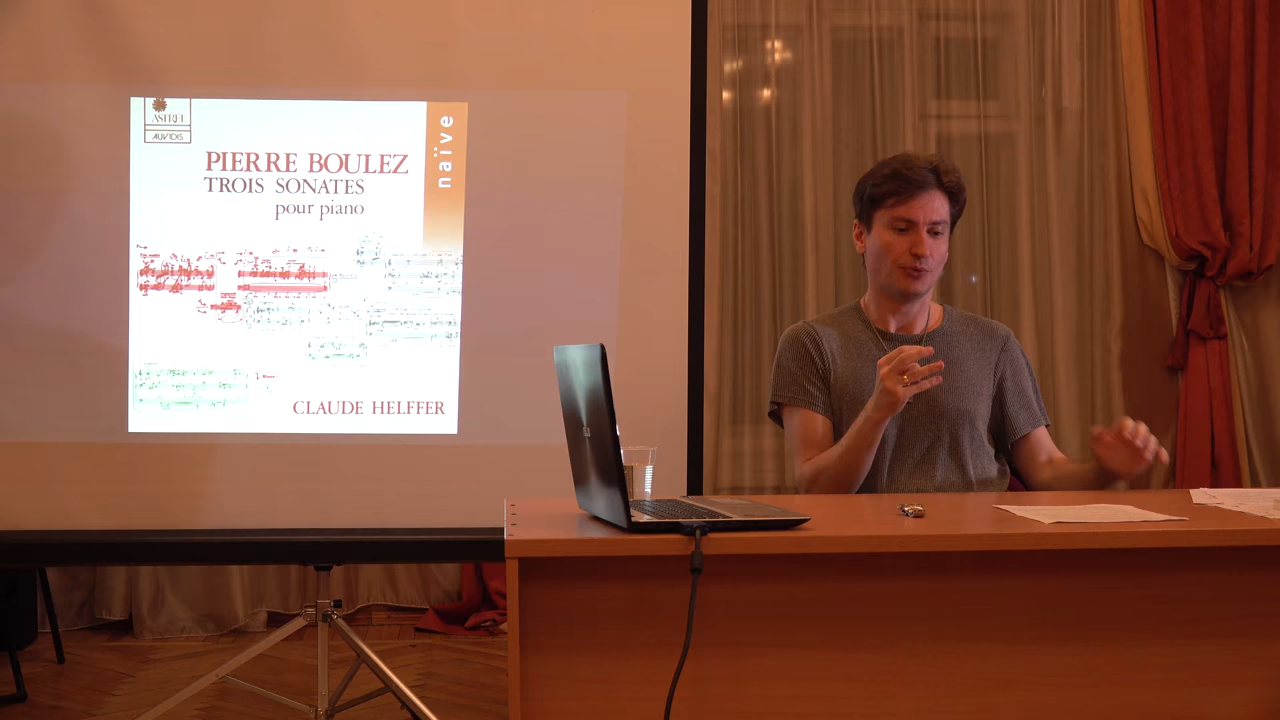 ASTRÉE
AUVIDIS
naïve
PIERRE BOULEZ
TROIS SONATES
pour piano
CLAUDE HELFFER